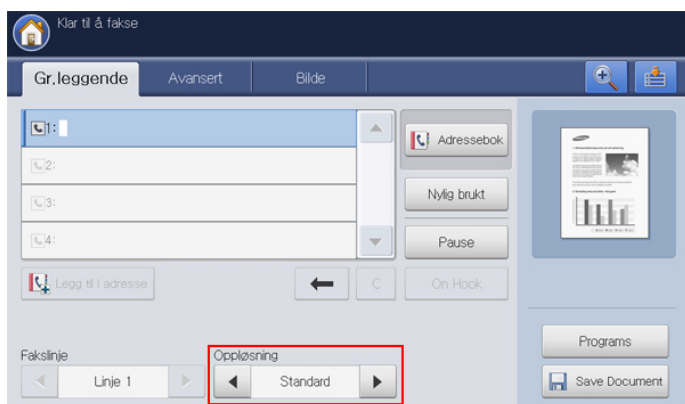 Klar til å fakse
Gr.leggende
Avansert
Bilde
1:
Adressebok
2:
3:
Nylig brukt
4:
Pause
Legg til i adresse
C
On Hook
Programs
Fakslinje
Oppløsning
Linje 1
Standard
Save Document